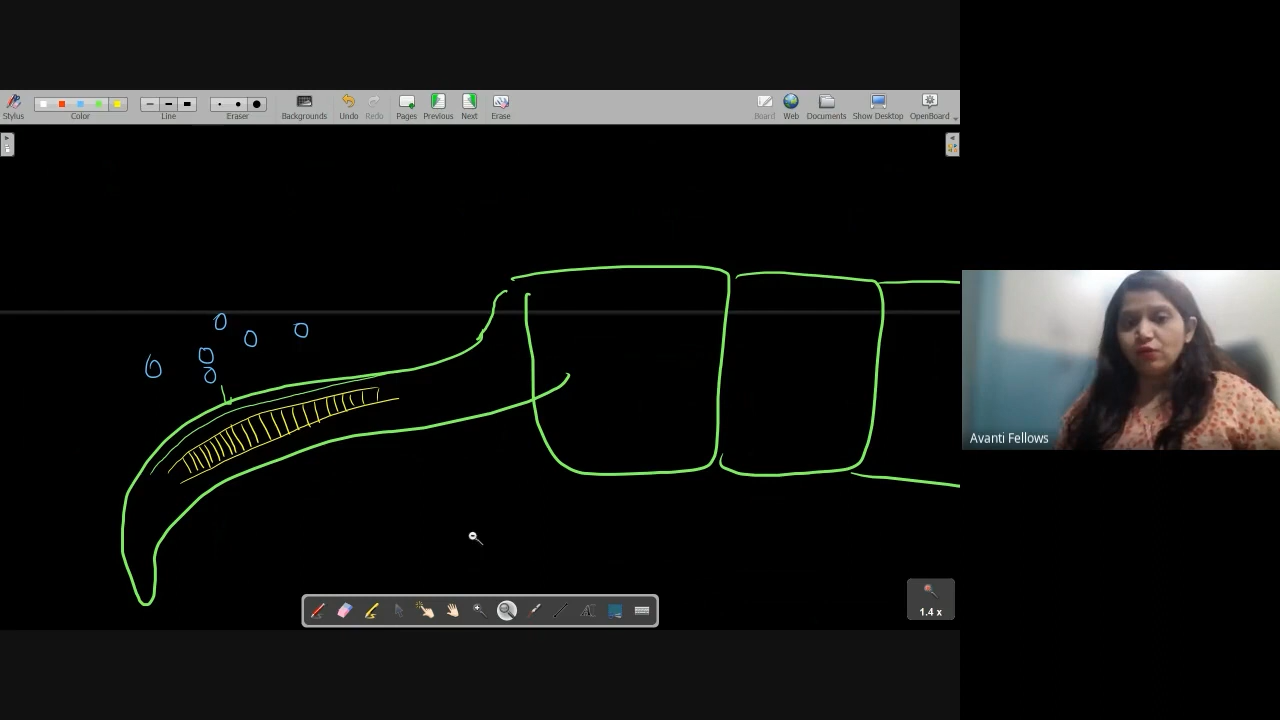 Stylus Color Line Eraser Backgrounds Undo Redo Pages Previous Next Erase Board Web Documents Show Desktop OpenBoard
Avanti Fellows
1.4 x